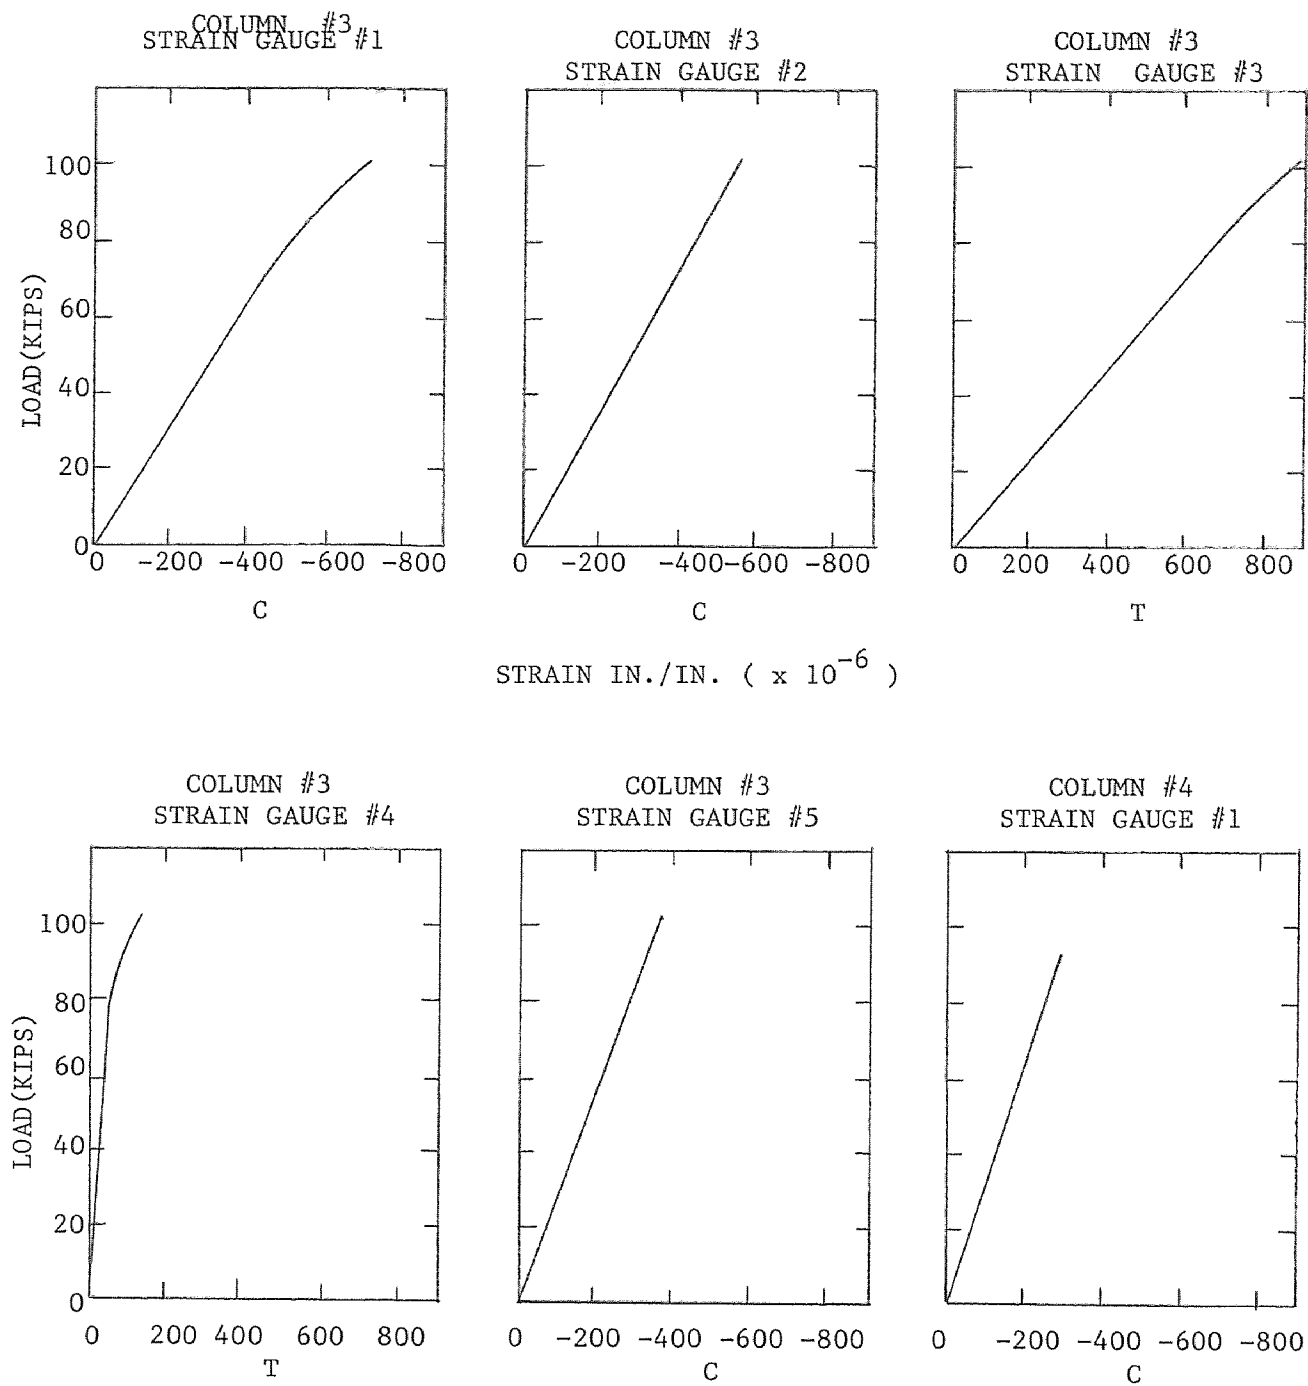 COLUMN #3
STRAIN GAUGE #1
COLUMN #3
STRAIN GAUGE #2
COLUMN #3
STRAIN GAUGE #3
LOAD(KIPS)
100
80
60
40
20
0
0 -200 -400 -600 -800
C
0 -200 -400-600 -800
C
0 200 400 600 800
T
STRAIN IN./IN. ( x 10^-6 )
COLUMN #3
STRAIN GAUGE #4
COLUMN #3
STRAIN GAUGE #5
COLUMN #4
STRAIN GAUGE #1
LOAD(KIPS)
100
80
60
40
20
0
0 200 400 600 800
T
0 -200 -400 -600 -800
C
0 -200 -400 -600 -800
C